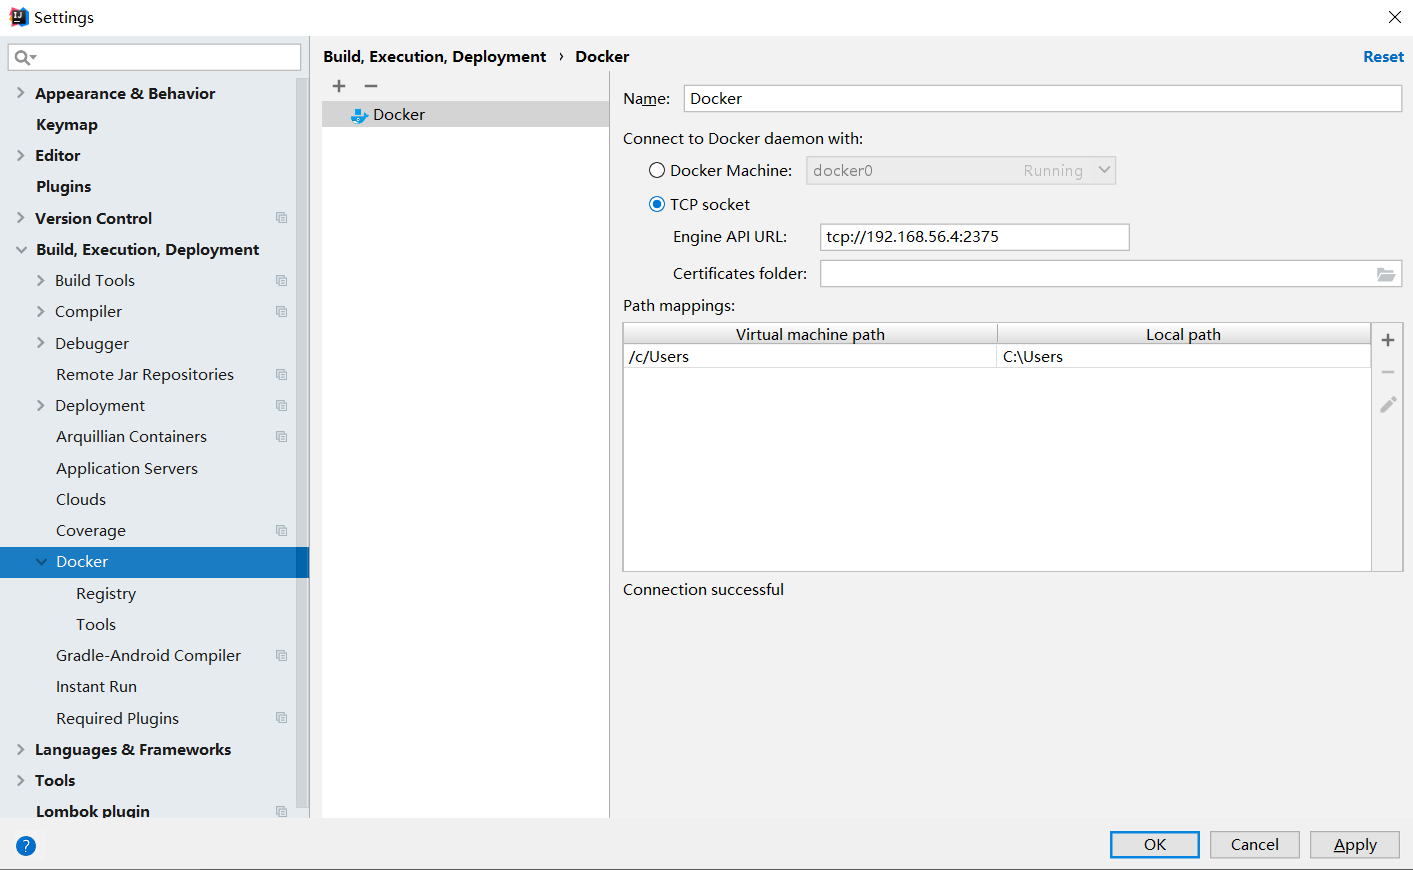 Settings
Build, Execution, Deployment › Docker
Reset
Appearance & Behavior
Keymap
Editor
Plugins
Version Control
Build, Execution, Deployment
Build Tools
Compiler
Debugger
Remote Jar Repositories
Deployment
Arquillian Containers
Application Servers
Clouds
Coverage
Docker
Registry
Tools
Gradle-Android Compiler
Instant Run
Required Plugins
Languages & Frameworks
Tools
Lombok plugin
Docker
Name: Docker
Connect to Docker daemon with:
Docker Machine: docker0 Running
TCP socket
Engine API URL: tcp://192.168.56.4:2375
Certificates folder:
Path mappings:
Virtual machine path Local path
/c/Users C:\Users
Connection successful
? OK Cancel Apply